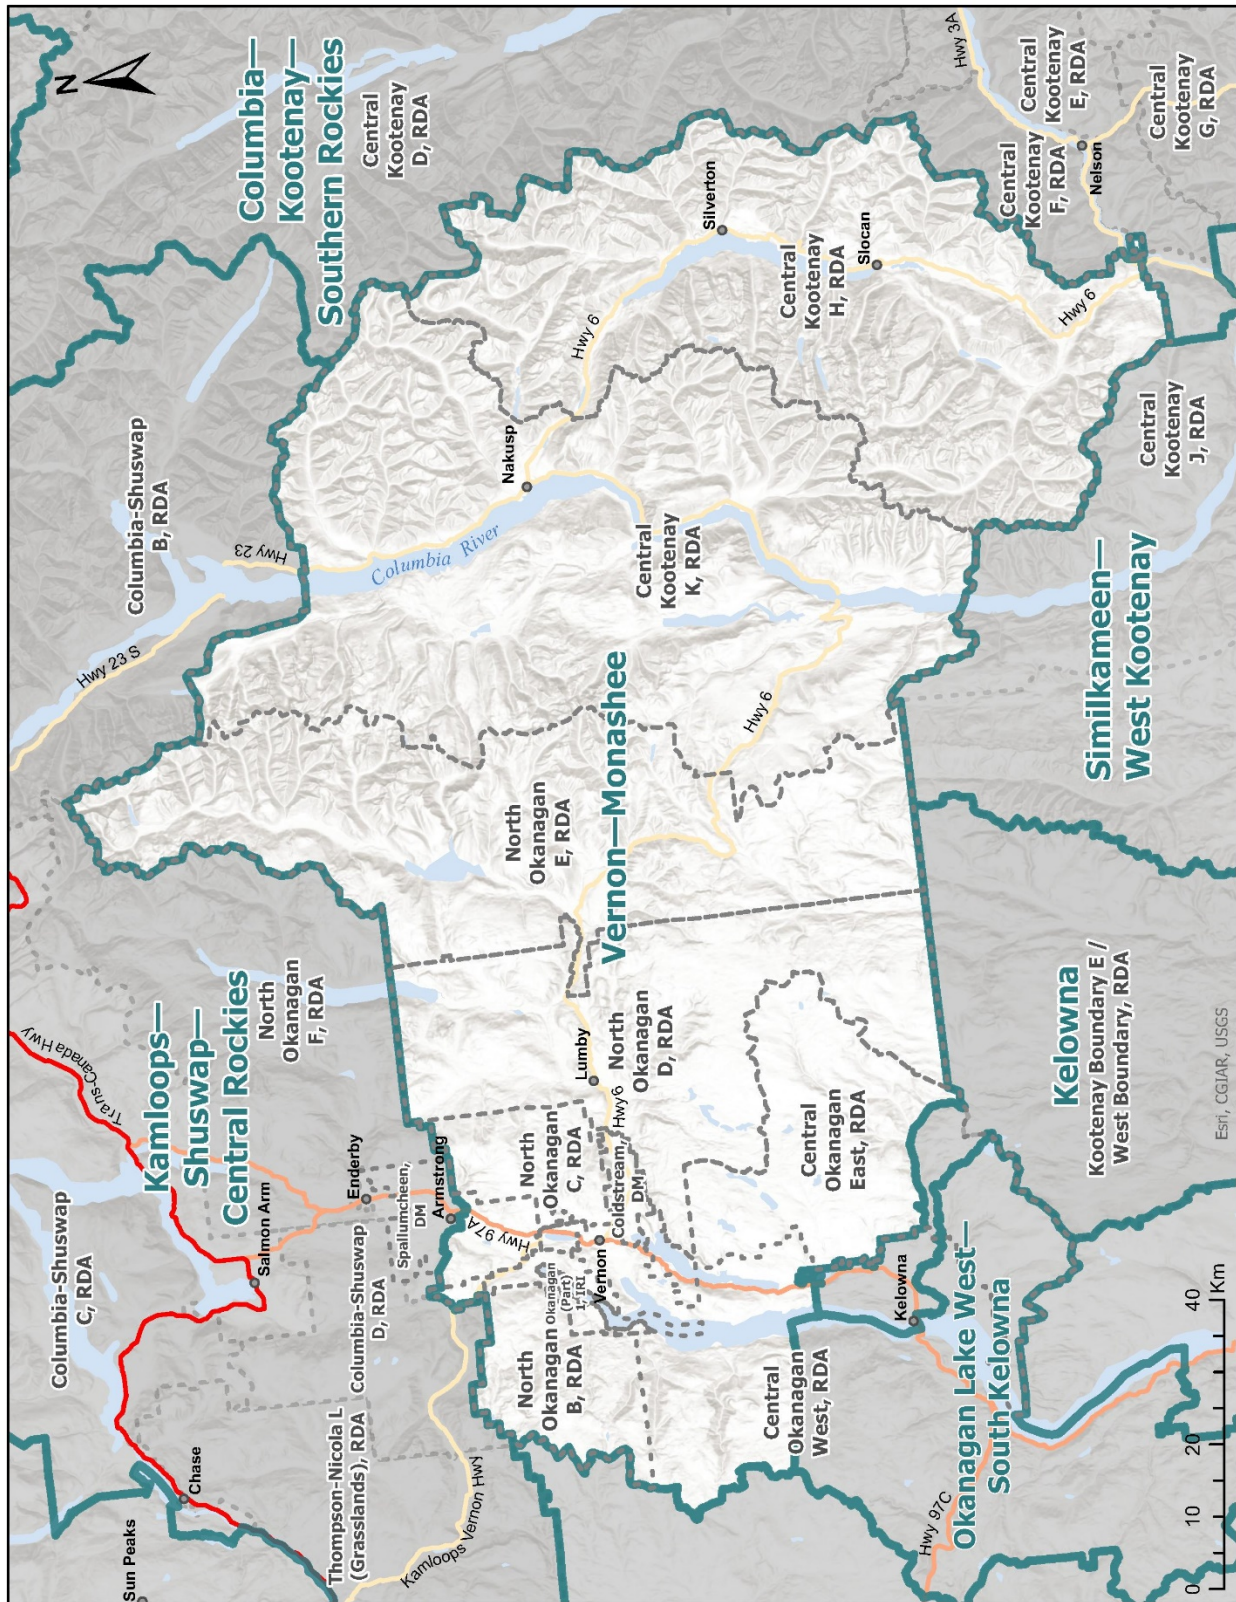 N
Columbia—
Kootenay—
Southern Rockies
Central
Kootenay
D, RDA
Hwy 3A
Central
Kootenay
E, RDA
Central
Kootenay
F, RDA
Central
Kootenay
G, RDA
Nelson
Silverton
Slocan
Central
Kootenay
H, RDA
Hwy 6
Hwy 6
Central
Kootenay
J, RDA
Columbia-Shuswap
B, RDA
Hwy 23
Hwy 23 S
Nakusp
Columbia River
Central
Kootenay
K, RDA
Hwy 6
Similkameen—
West Kootenay
Vernon—Monashee
North
Okanagan
E, RDA
Kamloops—
Shuswap—
Central Rockies
Trans-Canada Hwy
North
Okanagan
F, RDA
Columbia-Shuswap
C, RDA
Salmon Arm
Enderby
Spallumcheen,
DM
Armstrong
Columbia-Shuswap
D, RDA
Hwy 97A
North
Okanagan
C, RDA
Lumby
Hwy 6
North
Okanagan
D, RDA
Coldstream,
DM
Vernon
Okanagan
(Part)
1, IRI
North
Okanagan
B, RDA
Central
Okanagan
East, RDA
Central
Okanagan
West, RDA
Kelowna
Kelowna
Kootenay Boundary E /
West Boundary, RDA
Okanagan Lake West—
South Kelowna
Hwy 97C
Sun Peaks
Chase
Thompson-Nicola L
(Grasslands), RDA
Kamloops Vernon Hwy
0 10 20 40
Km
Esri, CGIAR, USGS